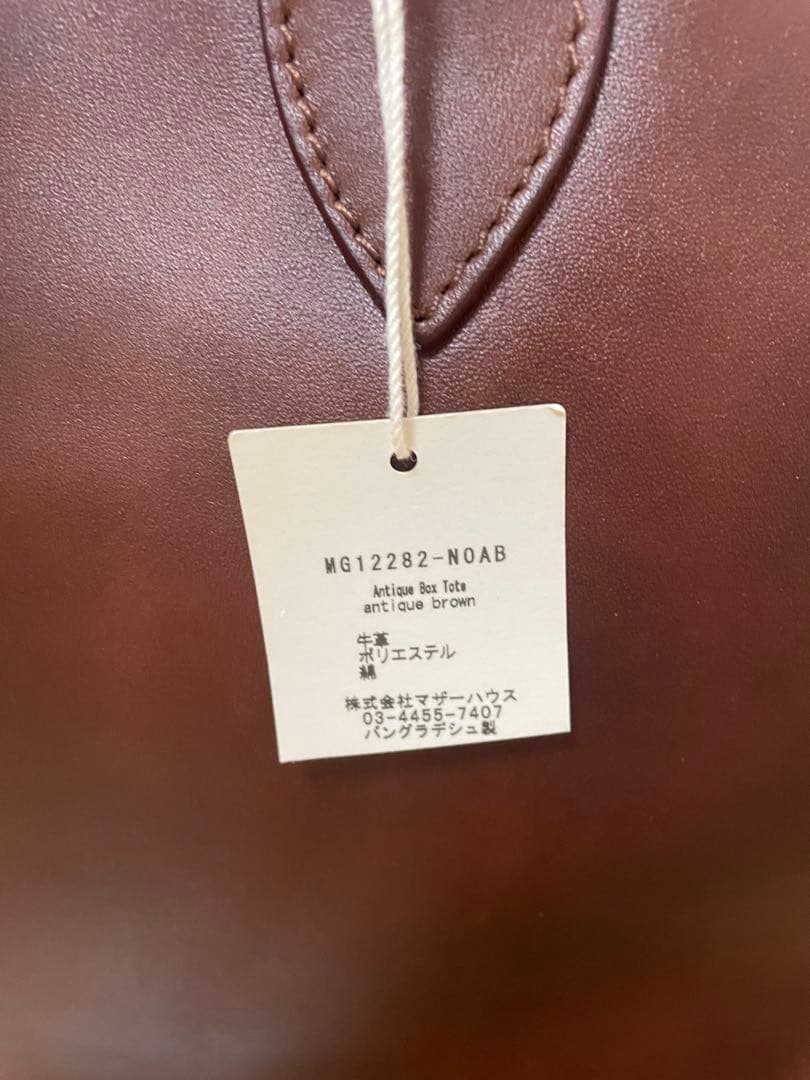 MG12282-NOAB
Antique Box Tote
antique brown
牛革
ポリエステル
綿
株式会社マザーハウス
03-4455-7407
バングラデシュ製